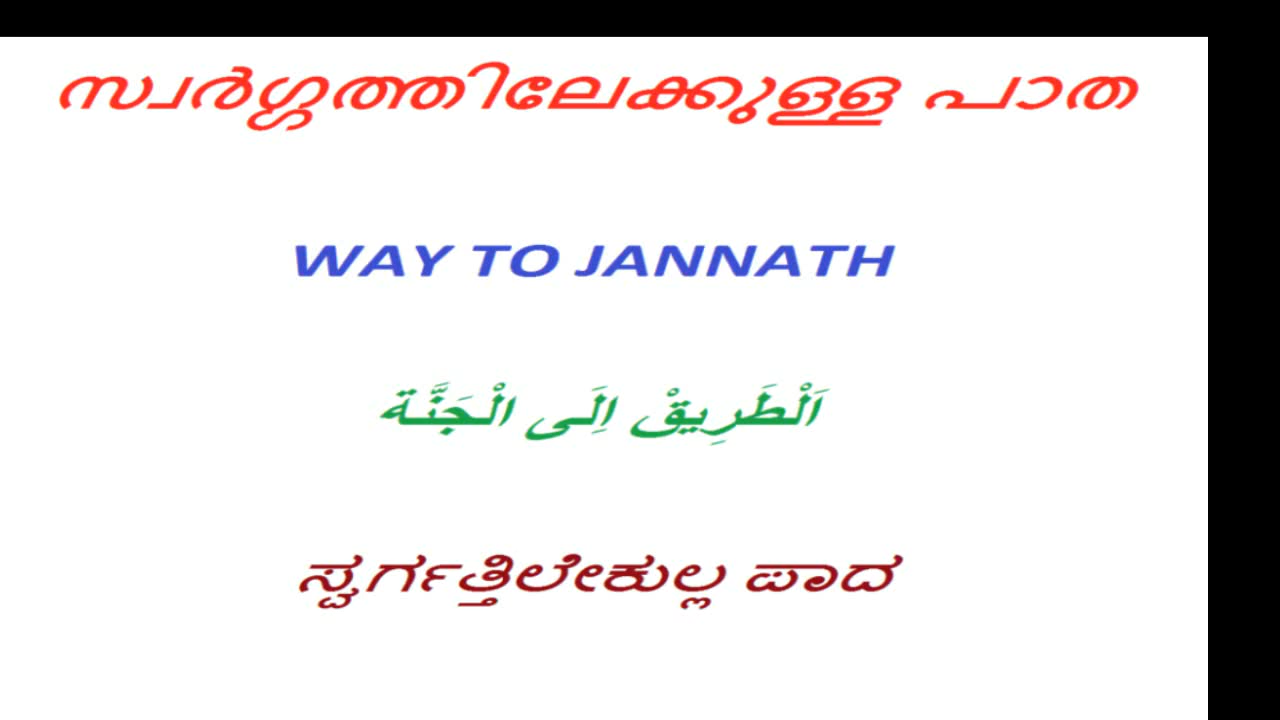 സ്വർഗ്ഗത്തിലേക്കുള്ള പാത
WAY TO JANNATH
اَلْطَرِيقْ اِلَى الْجَنَّة
ಸ್ವರ್ಗತ್ತಿಲೇಕುಲ್ಲ ಪಾದ